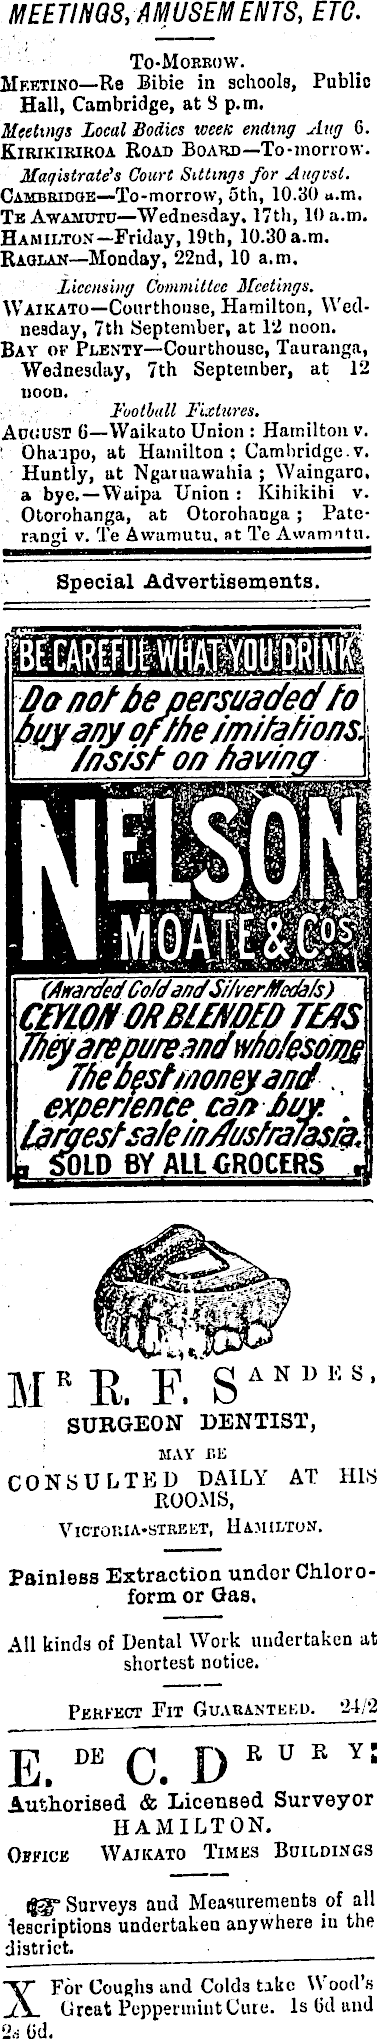 MEETINGS, AMUSEMENTS, ETC.
TO-MORROW.
MEETING—Re Bible in schools, Public
Hall, Cambridge, at 8 p.m.
Meetings Local Bodies week ending Aug 6.
KIRIKIRIROA ROAD BOARD—To-morrow.
Magistrate's Court Sittings for August.
CAMBRIDGE—To-morrow, 5th, 10.30 a.m.
TE AWAMUTU—Wednesday, 17th, 10 a.m.
HAMILTON—Friday, 19th, 10.30 a.m.
RAGLAN—Monday, 22nd, 10 a.m.
Licensing Committee Meetings.
WAIKATO—Courthouse, Hamilton, Wed-
nesday, 7th September, at 12 noon.
BAY OF PLENTY—Courthouse, Tauranga,
Wednesday, 7th September, at 12
noon.
Football Fixtures.
AUGUST 6—Waikato Union: Hamilton v.
Ohaupo, at Hamilton; Cambridge v.
Huntly, at Ngaruawahia; Waingaro,
a bye.—Waipa Union: Kihikihi v.
Otorohanga, at Otorohanga; Pate-
rangi v. Te Awamutu, at Te Awamutu.
Special Advertisements.
BE CAREFUL WHAT YOU DRINK
Do not be persuaded to
buy any of the imitations.
Insist on having
NELSON
MOATE & COS
(Awarded Gold and Silver Medals)
CEYLON OR BLENDED TEAS
They are pure and wholesome
The best money and
experience can buy.
Largest sale in Australasia.
SOLD BY ALL GROCERS
MR R. F. SANDES,
SURGEON DENTIST,
MAY BE
CONSULTED DAILY AT HIS
ROOMS,
VICTORIA-STREET, HAMILTON.
Painless Extraction under Chloro-
form or Gas.
All kinds of Dental Work undertaken at
shortest notice.
PERFECT FIT GUARANTEED. 24/2
E. DE C. DRURY:
Authorised & Licensed Surveyor
HAMILTON.
OFFICE WAIKATO TIMES BUILDINGS
☞ Surveys and Measurements of all
descriptions undertaken anywhere in the
district.
X For Coughs and Colds take Wood's
Great Peppermint Cure. 1s 6d and
2s 6d.